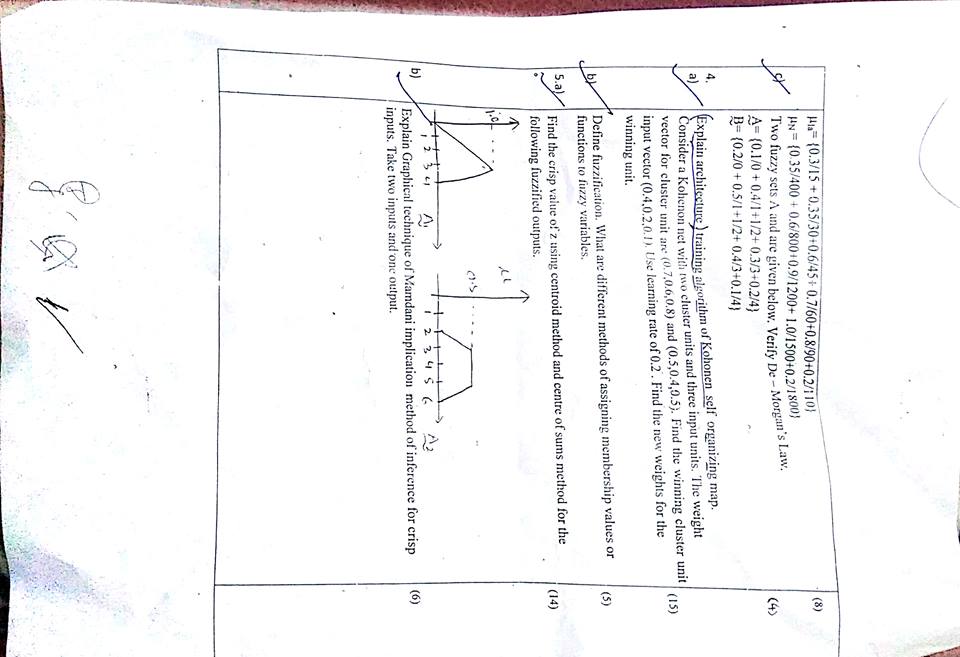 μa = {0.3/15 + 0.35/30+0.6/45+ 0.7/60+0.8/90+0.2/110}
μN = {0.35/400 + 0.6/800+0.9/1200+ 1.0/1500+0.2/1800} (8)
c) Two fuzzy sets A and are given below. Verify De – Morgan's Law. (4)
A= {0.1/0 + 0.4/1+1/2+ 0.3/3+0.2/4}
B= {0.2/0 + 0.5/1+1/2+ 0.4/3+0.1/4}
4.
a) Explain architecture, training algorithm of Kohonen self organizing map.
Consider a Kohenon net with two cluster units and three input units. The weight
vector for cluster unit are (0.7,0.6,0.8) and (0.5,0.4,0.5). Find the winning cluster unit
input vector (0.4,0.2,0.1). Use learning rate of 0.2 . Find the new weights for the (15)
winning unit.
b) Define fuzzification. What are different methods of assigning membership values or (5)
functions to fuzzy variables.
5.a) Find the crisp value of z using centroid method and centre of sums method for the (14)
following fuzzified outputs.
1.0
1 2 3 4
A1
μ
0.5
1 2 3 4 5 6
A2
b) Explain Graphical technique of Mamdani implication method of inference for crisp (6)
inputs. Take two inputs and one output.